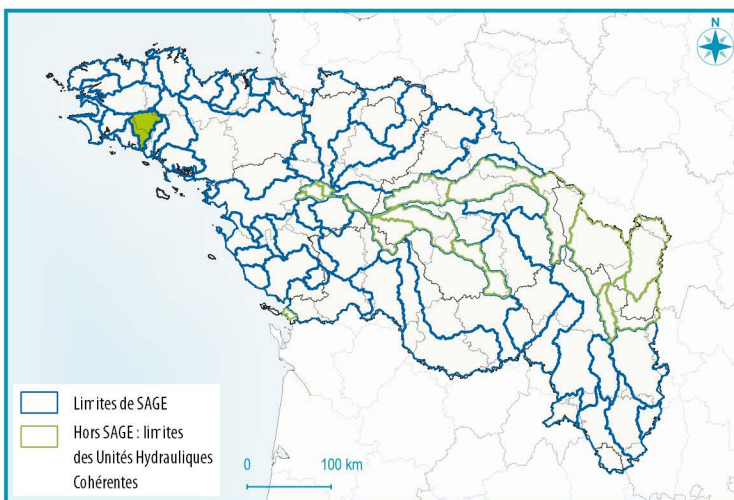 N
Limites de SAGE
Hors SAGE : limites
des Unités Hydrauliques
Cohérentes
0 100 km